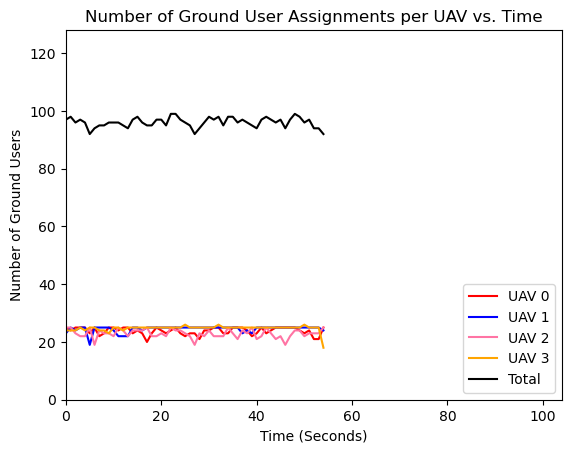 Number of Ground User Assignments per UAV vs. Time
Number of Ground Users
120
100
80
60
40
20
0
0 20 40 60 80 100
Time (Seconds)
UAV 0
UAV 1
UAV 2
UAV 3
Total